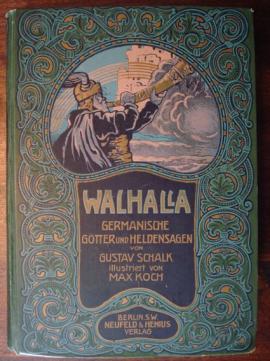 WALHALLA
GERMANISCHE
GÖTTER UND HELDENSAGEN
VON
GUSTAV SCHALK
illustriert von
MAX KOCH
BERLIN. S.W.
NEUFELD & HENIUS
VERLAG